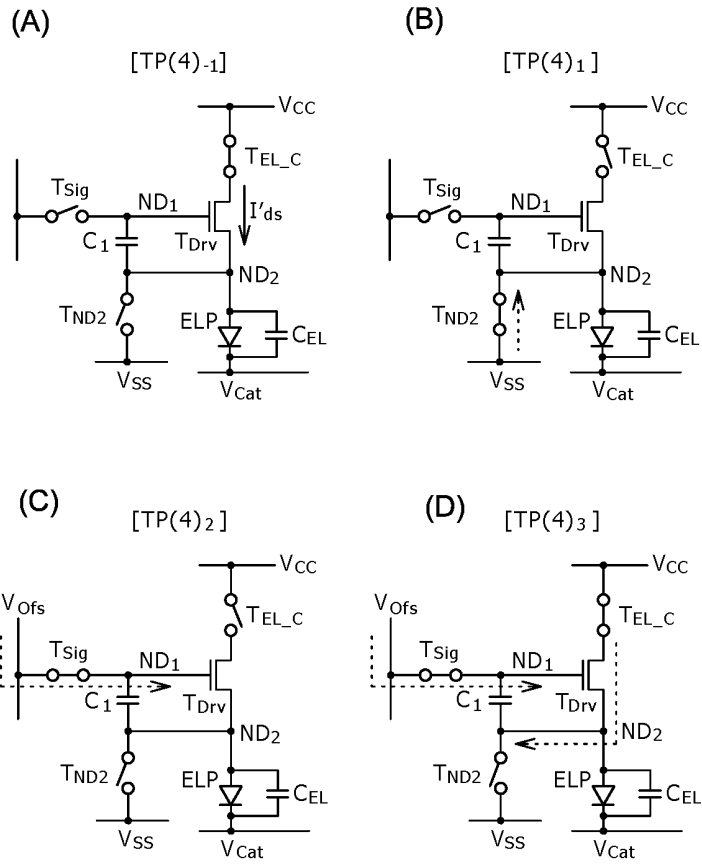 (A)
[TP(4)-1]
VCC
TEL_C
TSig
ND1
I'ds
C1
TDrv
ND2
TND2
ELP
CEL
VSS
VCat
(B)
[TP(4)1]
VCC
TEL_C
TSig
ND1
C1
TDrv
ND2
TND2
ELP
CEL
VSS
VCat
(C)
[TP(4)2]
VCC
VOfs
TEL_C
TSig
ND1
C1
TDrv
ND2
TND2
ELP
CEL
VSS
VCat
(D)
[TP(4)3]
VCC
VOfs
TEL_C
TSig
ND1
C1
TDrv
ND2
TND2
ELP
CEL
VSS
VCat